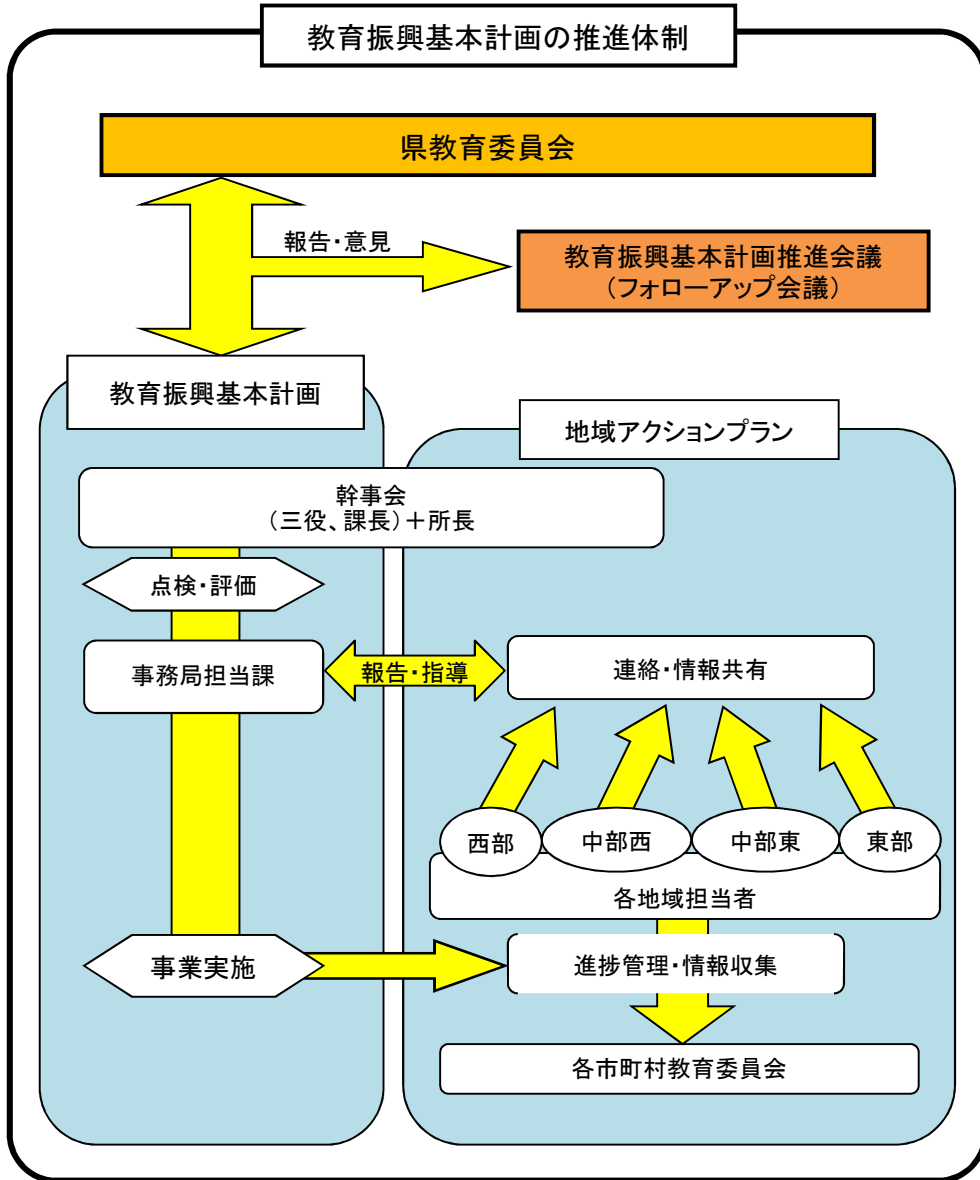 教育振興基本計画の推進体制
県教育委員会
報告・意見
教育振興基本計画推進会議
（フォローアップ会議）
教育振興基本計画
地域アクションプラン
幹事会
（三役、課長）＋所長
点検・評価
事務局担当課
報告・指導
連絡・情報共有
西部
中部西
中部東
東部
各地域担当者
事業実施
進捗管理・情報収集
各市町村教育委員会